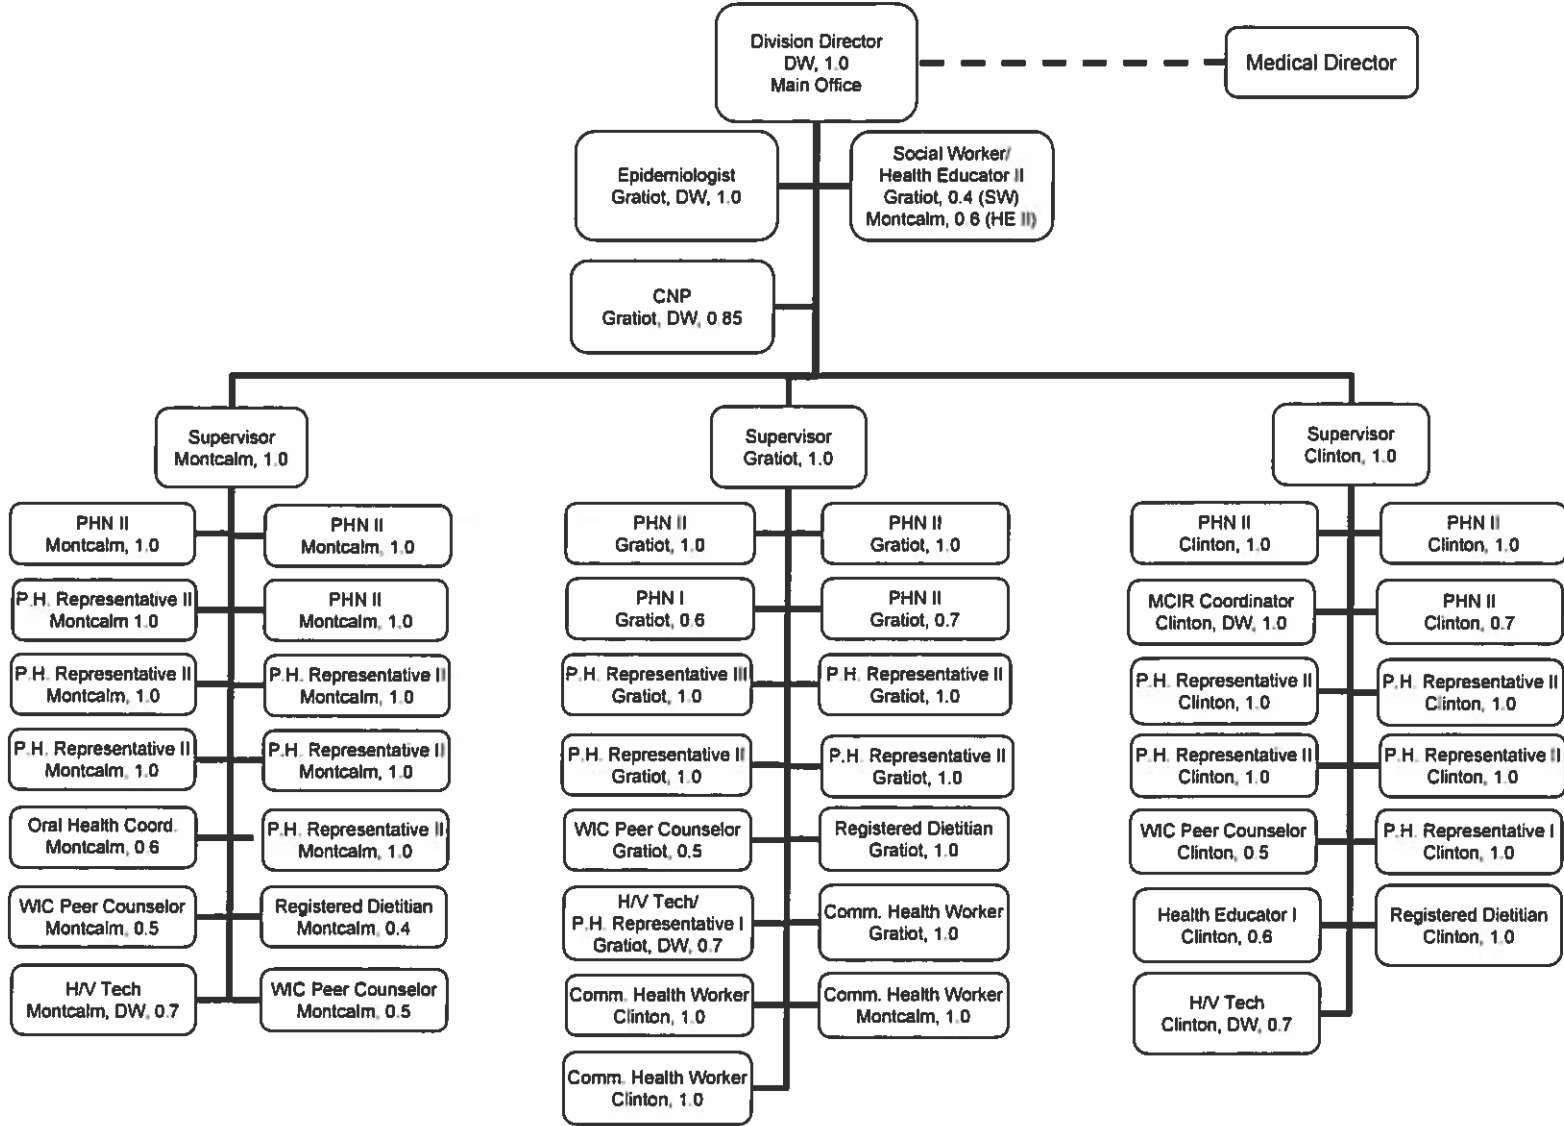 Division Director
DW, 1.0
Main Office
Medical Director
Epidemiologist
Gratiot, DW, 1.0
Social Worker/
Health Educator II
Gratiot, 0.4 (SW)
Montcalm, 0.6 (HE II)
CNP
Gratiot, DW, 0.85
Supervisor
Montcalm, 1.0
Supervisor
Gratiot, 1.0
Supervisor
Clinton, 1.0
PHN II
Montcalm, 1.0
PHN II
Montcalm, 1.0
P.H. Representative II
Montcalm 1.0
PHN II
Montcalm, 1.0
P.H. Representative II
Montcalm, 1.0
P.H. Representative II
Montcalm, 1.0
P.H. Representative II
Montcalm, 1.0
P.H. Representative II
Montcalm, 1.0
Oral Health Coord.
Montcalm, 0.6
P.H. Representative II
Montcalm, 1.0
WIC Peer Counselor
Montcalm, 0.5
Registered Dietitian
Montcalm, 0.4
H/V Tech
Montcalm, DW, 0.7
WIC Peer Counselor
Montcalm, 0.5
PHN II
Gratiot, 1.0
PHN II
Gratiot, 1.0
PHN I
Gratiot, 0.6
PHN II
Gratiot, 0.7
P.H. Representative III
Gratiot, 1.0
P.H. Representative II
Gratiot, 1.0
P.H. Representative II
Gratiot, 1.0
P.H. Representative II
Gratiot, 1.0
WIC Peer Counselor
Gratiot, 0.5
Registered Dietitian
Gratiot, 1.0
H/V Tech/
P.H. Representative I
Gratiot, DW, 0.7
Comm. Health Worker
Gratiot, 1.0
Comm. Health Worker
Clinton, 1.0
Comm. Health Worker
Montcalm, 1.0
Comm. Health Worker
Clinton, 1.0
PHN II
Clinton, 1.0
PHN II
Clinton, 1.0
MCIR Coordinator
Clinton, DW, 1.0
PHN II
Clinton, 0.7
P.H. Representative II
Clinton, 1.0
P.H. Representative II
Clinton, 1.0
P.H. Representative II
Clinton, 1.0
P.H. Representative II
Clinton, 1.0
WIC Peer Counselor
Clinton, 0.5
P.H. Representative I
Clinton, 1.0
Health Educator I
Clinton, 0.6
Registered Dietitian
Clinton, 1.0
H/V Tech
Clinton, DW, 0.7